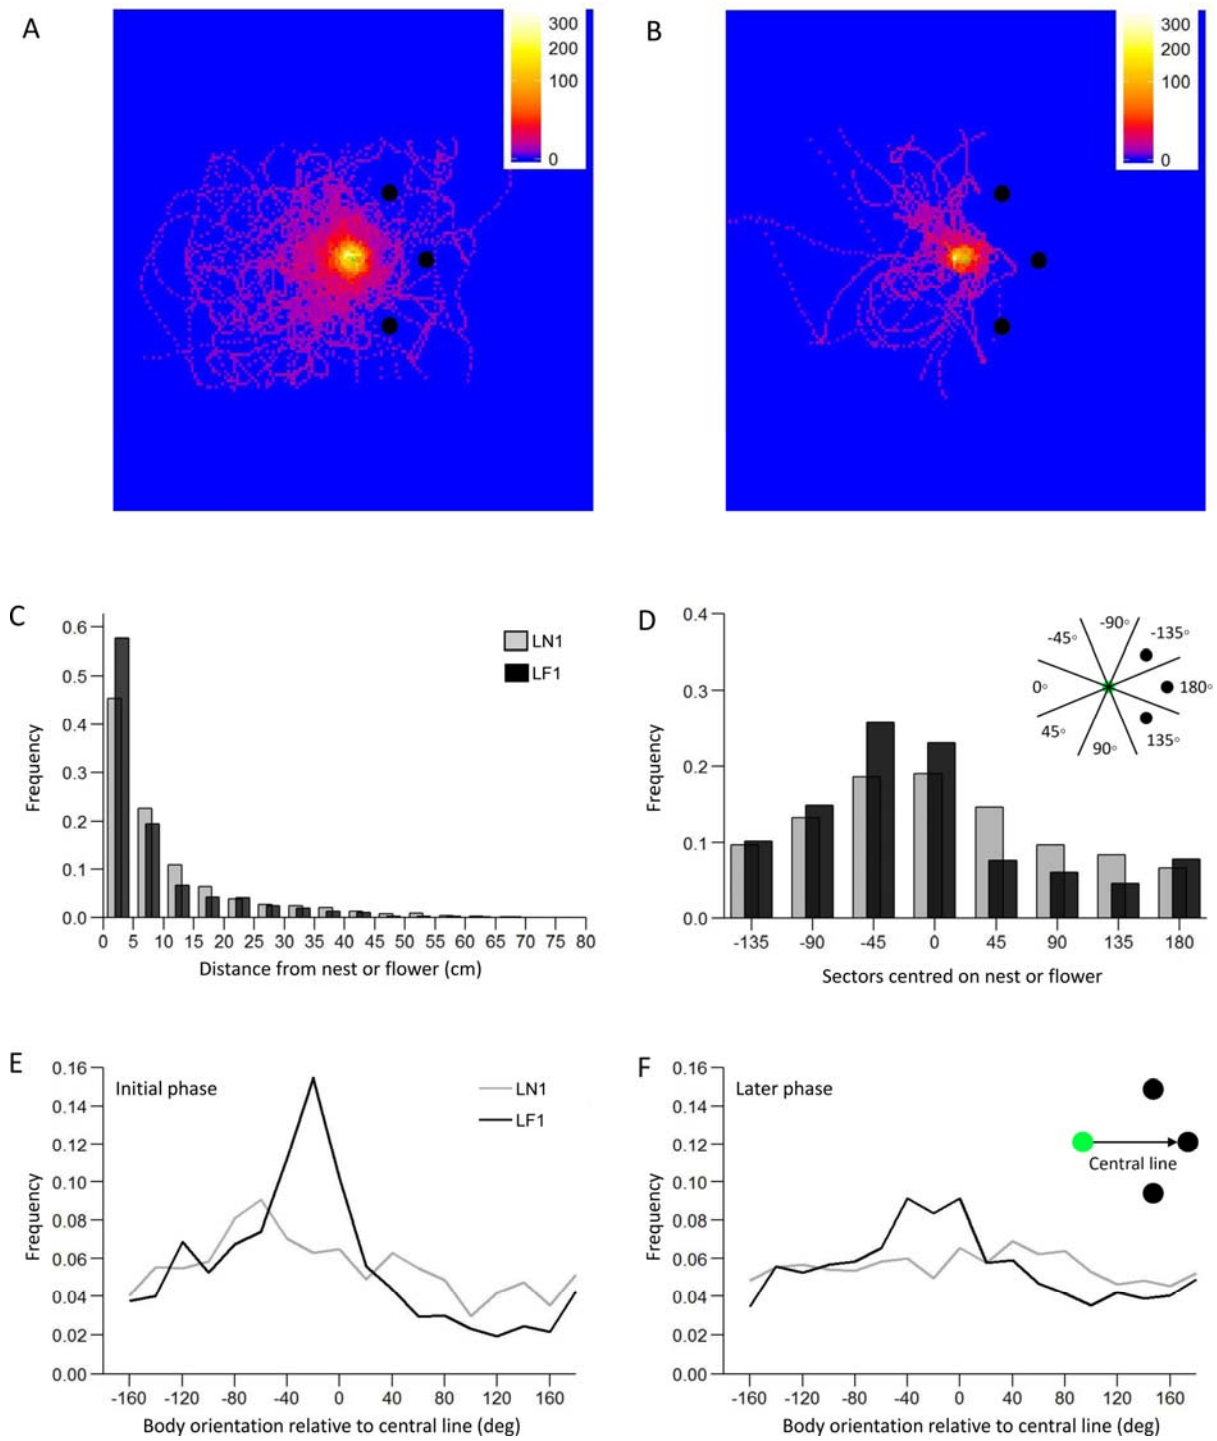 A
300
200
100
0
B
300
200
100
0
C
0.6
0.5
0.4
0.3
0.2
0.1
0.0
Frequency
LN1
LF1
0 5 10 15 20 25 30 35 40 45 50 55 60 65 70 75 80
Distance from nest or flower (cm)
D
0.4
0.3
0.2
0.1
0.0
Frequency
-90°
-45° -135°
0° 180°
45° 135°
90°
-135 -90 -45 0 45 90 135 180
Sectors centred on nest or flower
E
0.16
0.14
0.12
0.10
0.08
0.06
0.04
0.02
0.00
Frequency
Initial phase
LN1
LF1
-160 -120 -80 -40 0 40 80 120 160
Body orientation relative to central line (deg)
F
0.16
0.14
0.12
0.10
0.08
0.06
0.04
0.02
0.00
Frequency
Later phase
Central line
-160 -120 -80 -40 0 40 80 120 160
Body orientation relative to central line (deg)